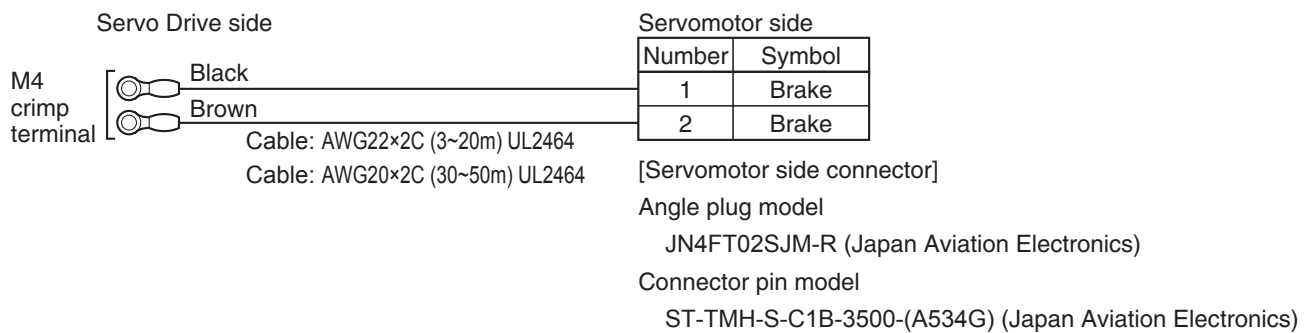 Servo Drive side
Servomotor side
Number Symbol
M4
crimp
terminal
Black
1 Brake
Brown
2 Brake
Cable: AWG22×2C (3~20m) UL2464
Cable: AWG20×2C (30~50m) UL2464
[Servomotor side connector]
Angle plug model
JN4FT02SJM-R (Japan Aviation Electronics)
Connector pin model
ST-TMH-S-C1B-3500-(A534G) (Japan Aviation Electronics)